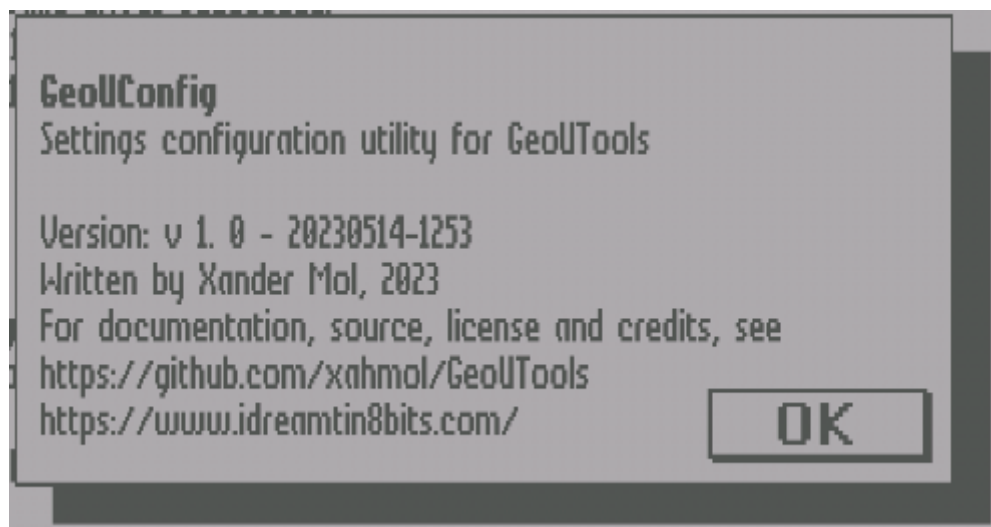 GeoUConfig
Settings configuration utility for GeoUTools
Version: v 1. 0 - 20230514-1253
Written by Xander Mol, 2023
For documentation, source, license and credits, see
https://github.com/xahmol/GeoUTools
https://www.idreamtin8bits.com/
OK